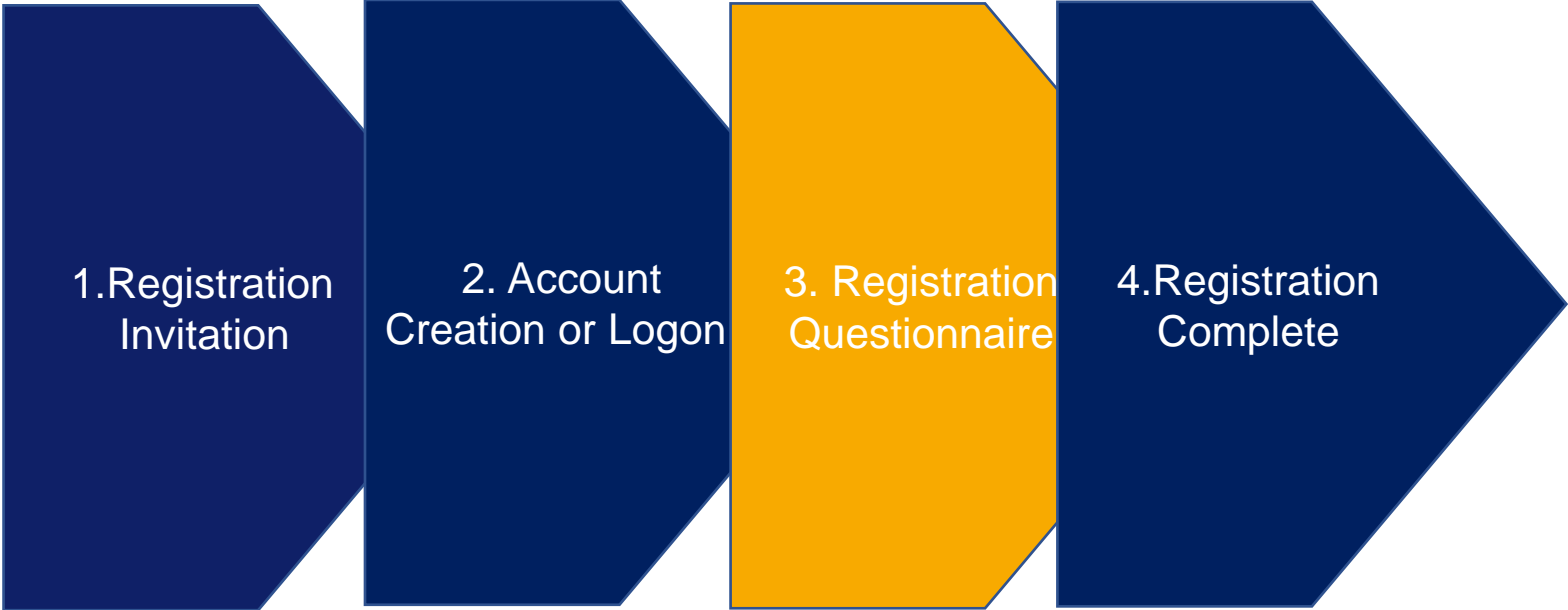 1.Registration
Invitation
2. Account
Creation or Logon
3. Registration
Questionnaire
4.Registration
Complete